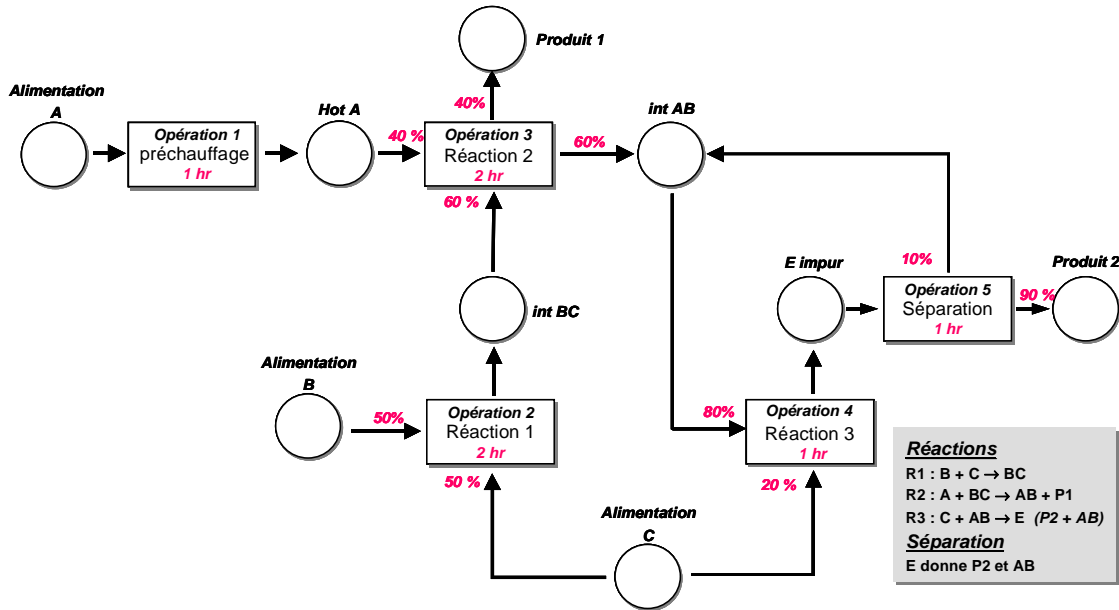 Produit 1
Alimentation
A
Hot A
int AB
40%
Opération 1
préchauffage
1 hr
40 %
Opération 3
Réaction 2
2 hr
60%
60 %
E impur
10%
Produit 2
Opération 5
Séparation
1 hr
90 %
int BC
Alimentation
B
50%
Opération 2
Réaction 1
2 hr
80%
Opération 4
Réaction 3
1 hr
50 %
20 %
Alimentation
C
Réactions
R1 : B + C → BC
R2 : A + BC → AB + P1
R3 : C + AB → E (P2 + AB)
Séparation
E donne P2 et AB